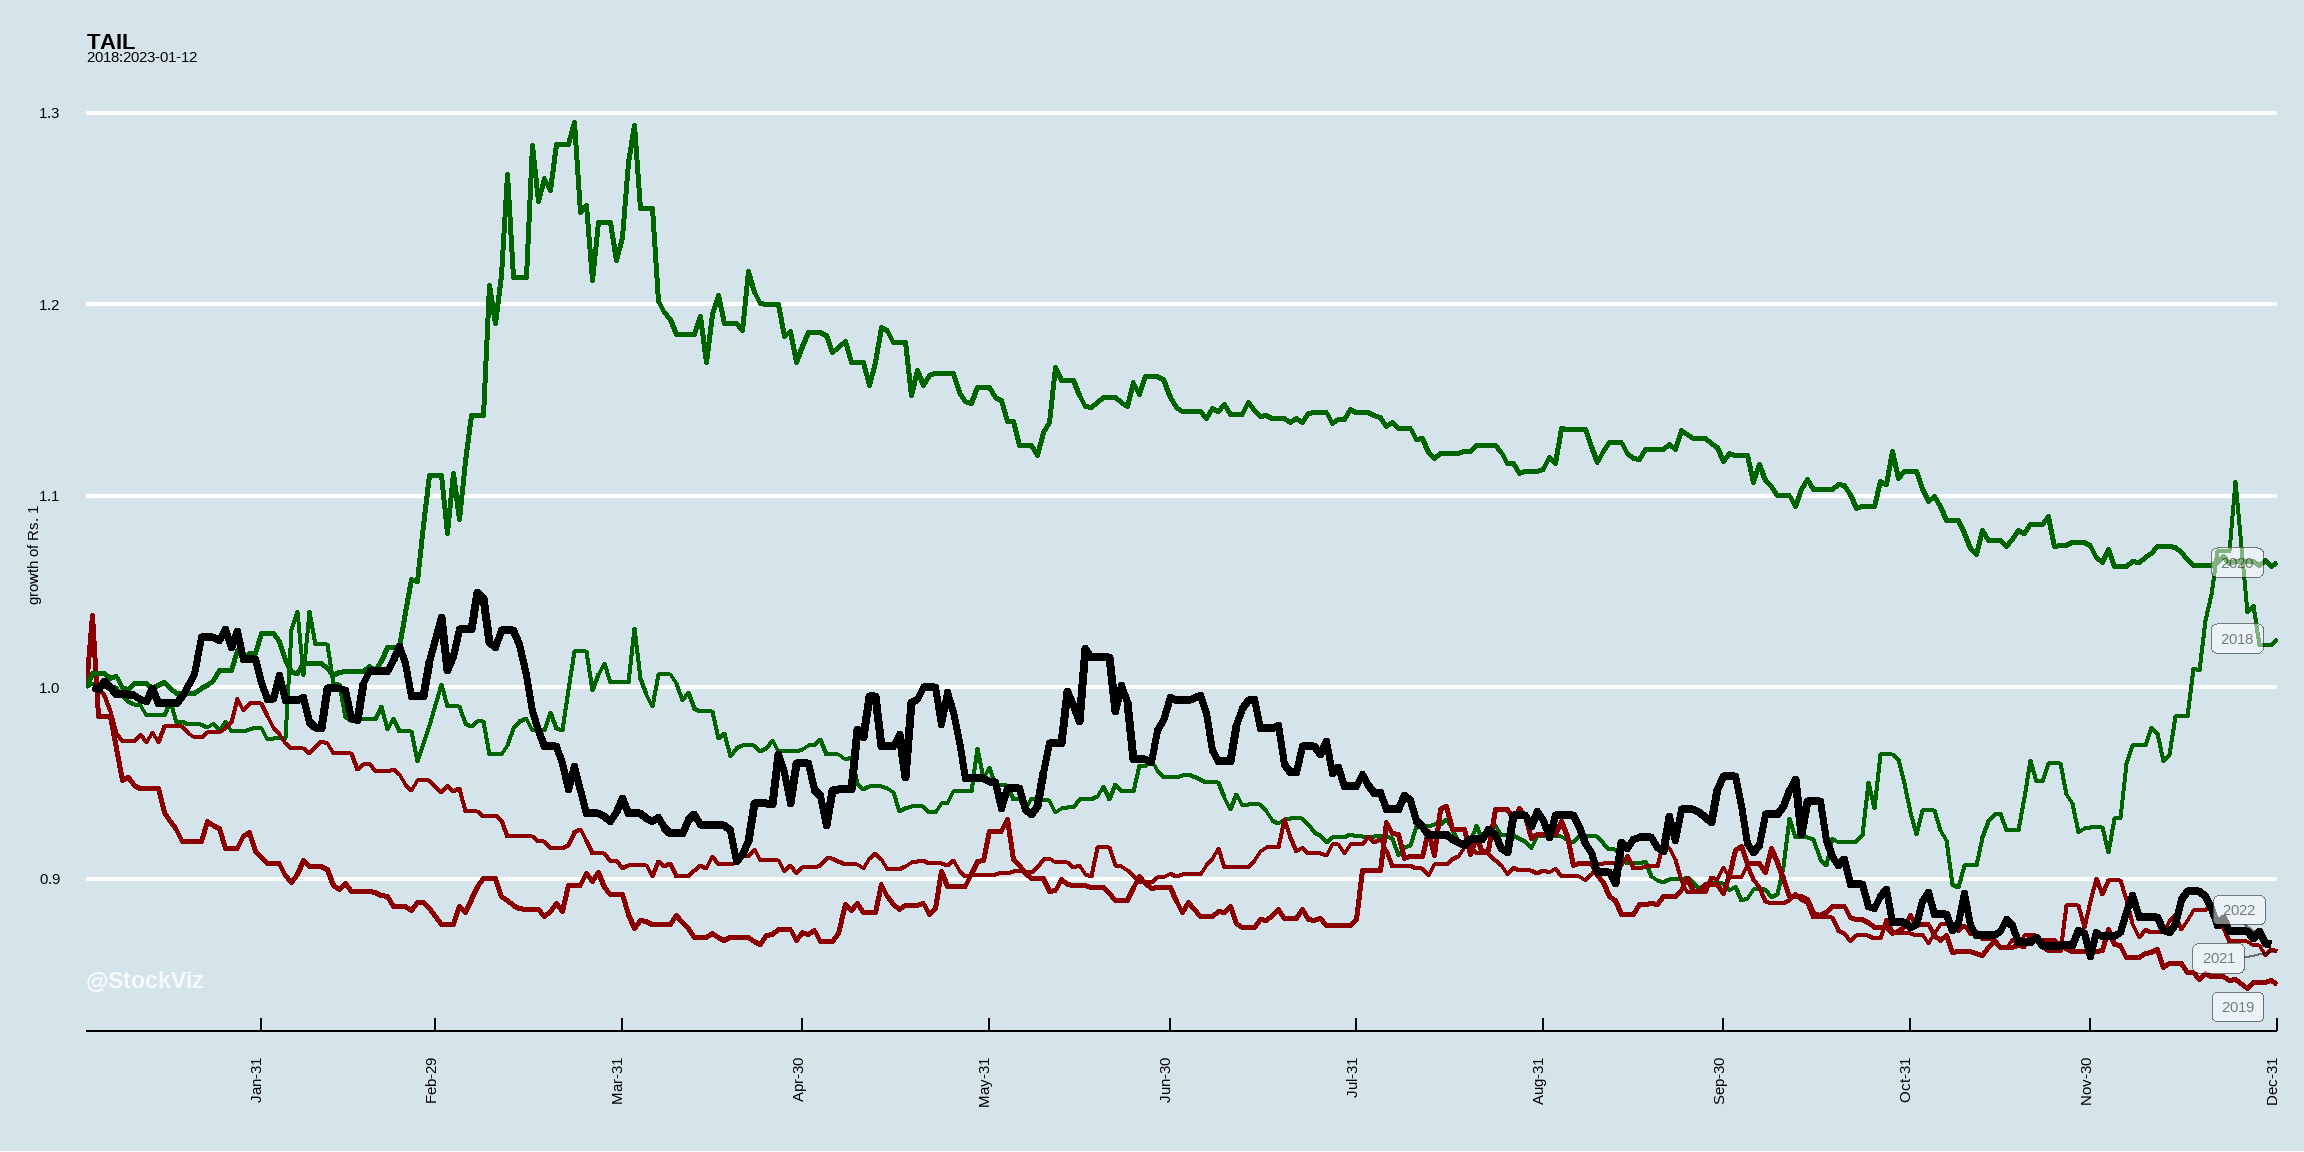 TAIL
2018:2023-01-12
1.3
1.2
1.1
1.0
0.9
growth of Rs. 1
2020
2018
2022
2021
2019
@StockViz
Jan-31
Feb-29
Mar-31
Apr-30
May-31
Jun-30
Jul-31
Aug-31
Sep-30
Oct-31
Nov-30
Dec-31